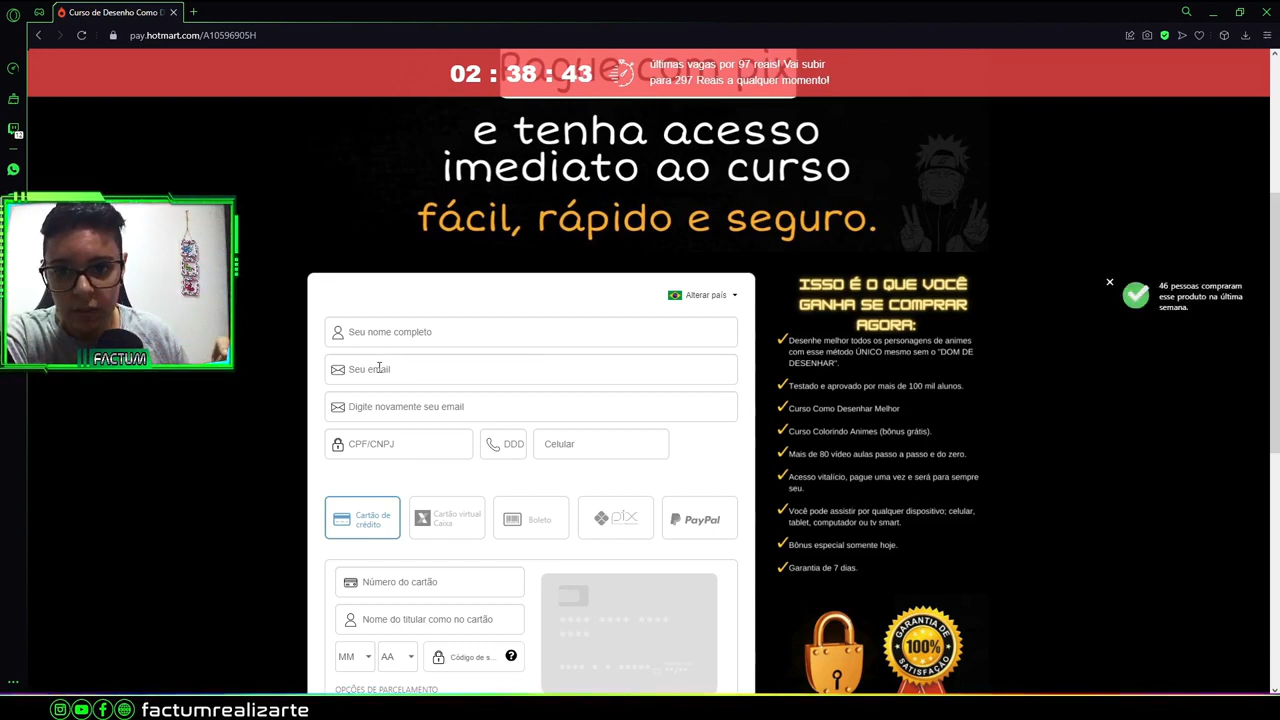 Curso de Desenho Como D
pay.hotmart.com/A10596905H
12
02 : 38 : 43
últimas vagas por 97 reais! Vai subir
para 297 Reais a qualquer momento!
Pague com pix
e tenha acesso
imediato ao curso
fácil, rápido e seguro.
Alterar país
Seu nome completo
Seu email
Digite novamente seu email
CPF/CNPJ
DDD
Celular
Cartão de
crédito
Cartão virtual
Caixa
Boleto
pix
PayPal
Número do cartão
Nome do titular como no cartão
MM
AA
Código de s...
OPÇÕES DE PARCELAMENTO
ISSO É O QUE VOCÊ
GANHA SE COMPRAR
AGORA:
Desenhe melhor todos os personagens de animes
com esse método ÚNICO mesmo sem o "DOM DE
DESENHAR".
Testado e aprovado por mais de 100 mil alunos.
Curso Como Desenhar Melhor
Curso Colorindo Animes (bônus grátis).
Mais de 80 vídeo aulas passo a passo e do zero.
Acesso vitalício, pague uma vez e será para sempre
seu.
Você pode assistir por qualquer dispositivo; celular,
tablet, computador ou tv smart.
Bônus especial somente hoje.
Garantia de 7 dias.
GARANTIA DE
100%
SATISFAÇÃO
46 pessoas compraram
esse produto na última
semana.
FACTUM
factumrealizarte